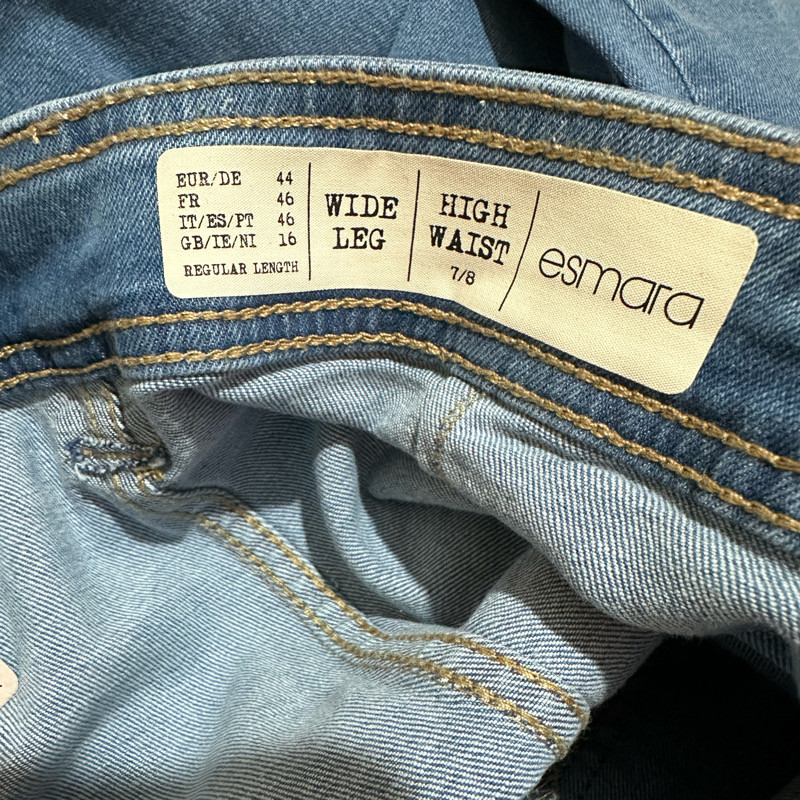 EUR/DE 44
FR 46
IT/ES/PT 46
GB/IE/NI 16
REGULAR LENGTH
WIDE
LEG
HIGH
WAIST
7/8
esmara